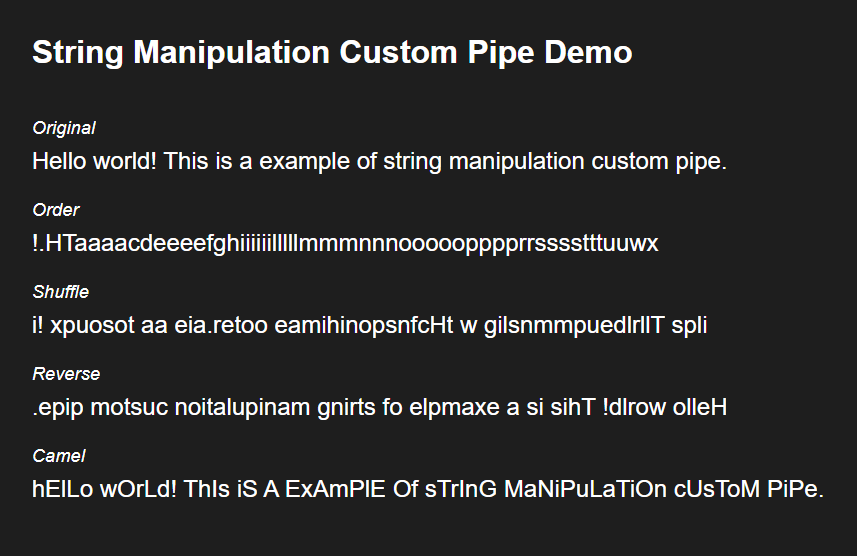 String Manipulation Custom Pipe Demo
Original
Hello world! This is a example of string manipulation custom pipe.
Order
!.HTaaaacdeeeefghiiiiiilllllmmmnnnooooopppprrsssstttuuwx
Shuffle
i! xpuosot aa eia.retoo eamihinopsnfcHt w gilsnmmpuedlrllT spli
Reverse
.epip motsuc noitalupinam gnirts fo elpmaxe a si sihT !dlrow olleH
Camel
hElLo wOrLd! ThIs iS A ExAmPlE Of sTrInG MaNiPuLaTiOn cUsToM PiPe.